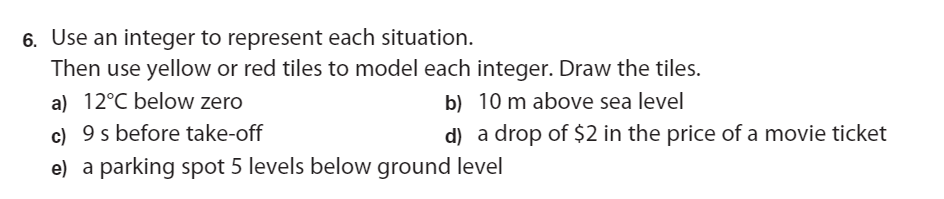 6. Use an integer to represent each situation.
Then use yellow or red tiles to model each integer. Draw the tiles.
a) 12°C below zero b) 10 m above sea level
c) 9 s before take-off d) a drop of $2 in the price of a movie ticket
e) a parking spot 5 levels below ground level